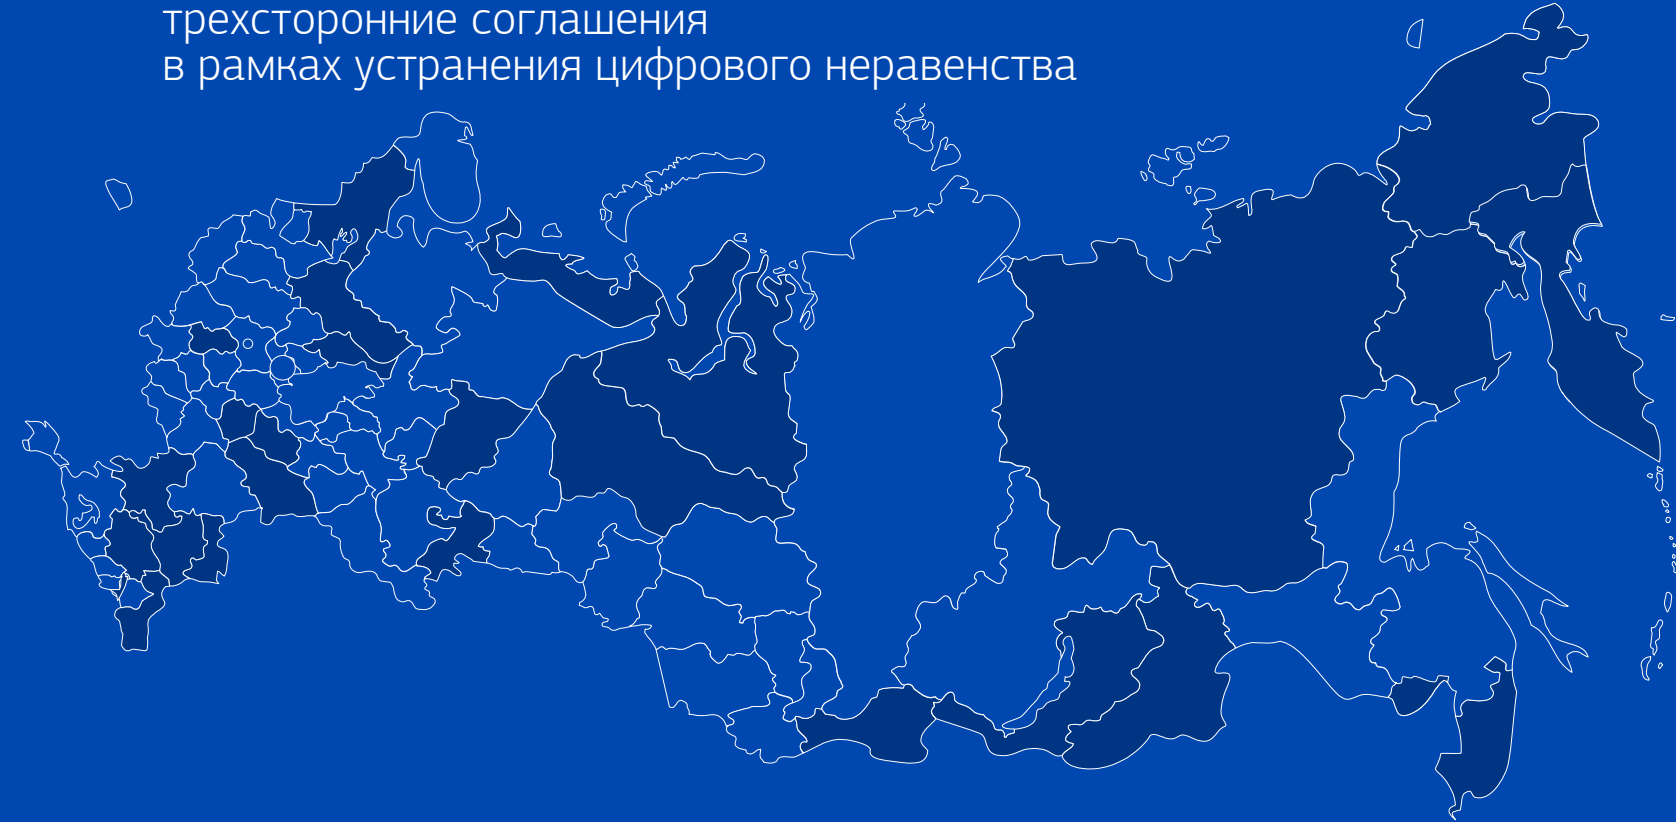 трехсторонние соглашения
в рамках устранения цифрового неравенства